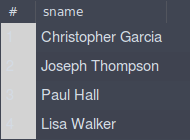 # sname
Christopher Garcia
Joseph Thompson
Paul Hall
Lisa Walker